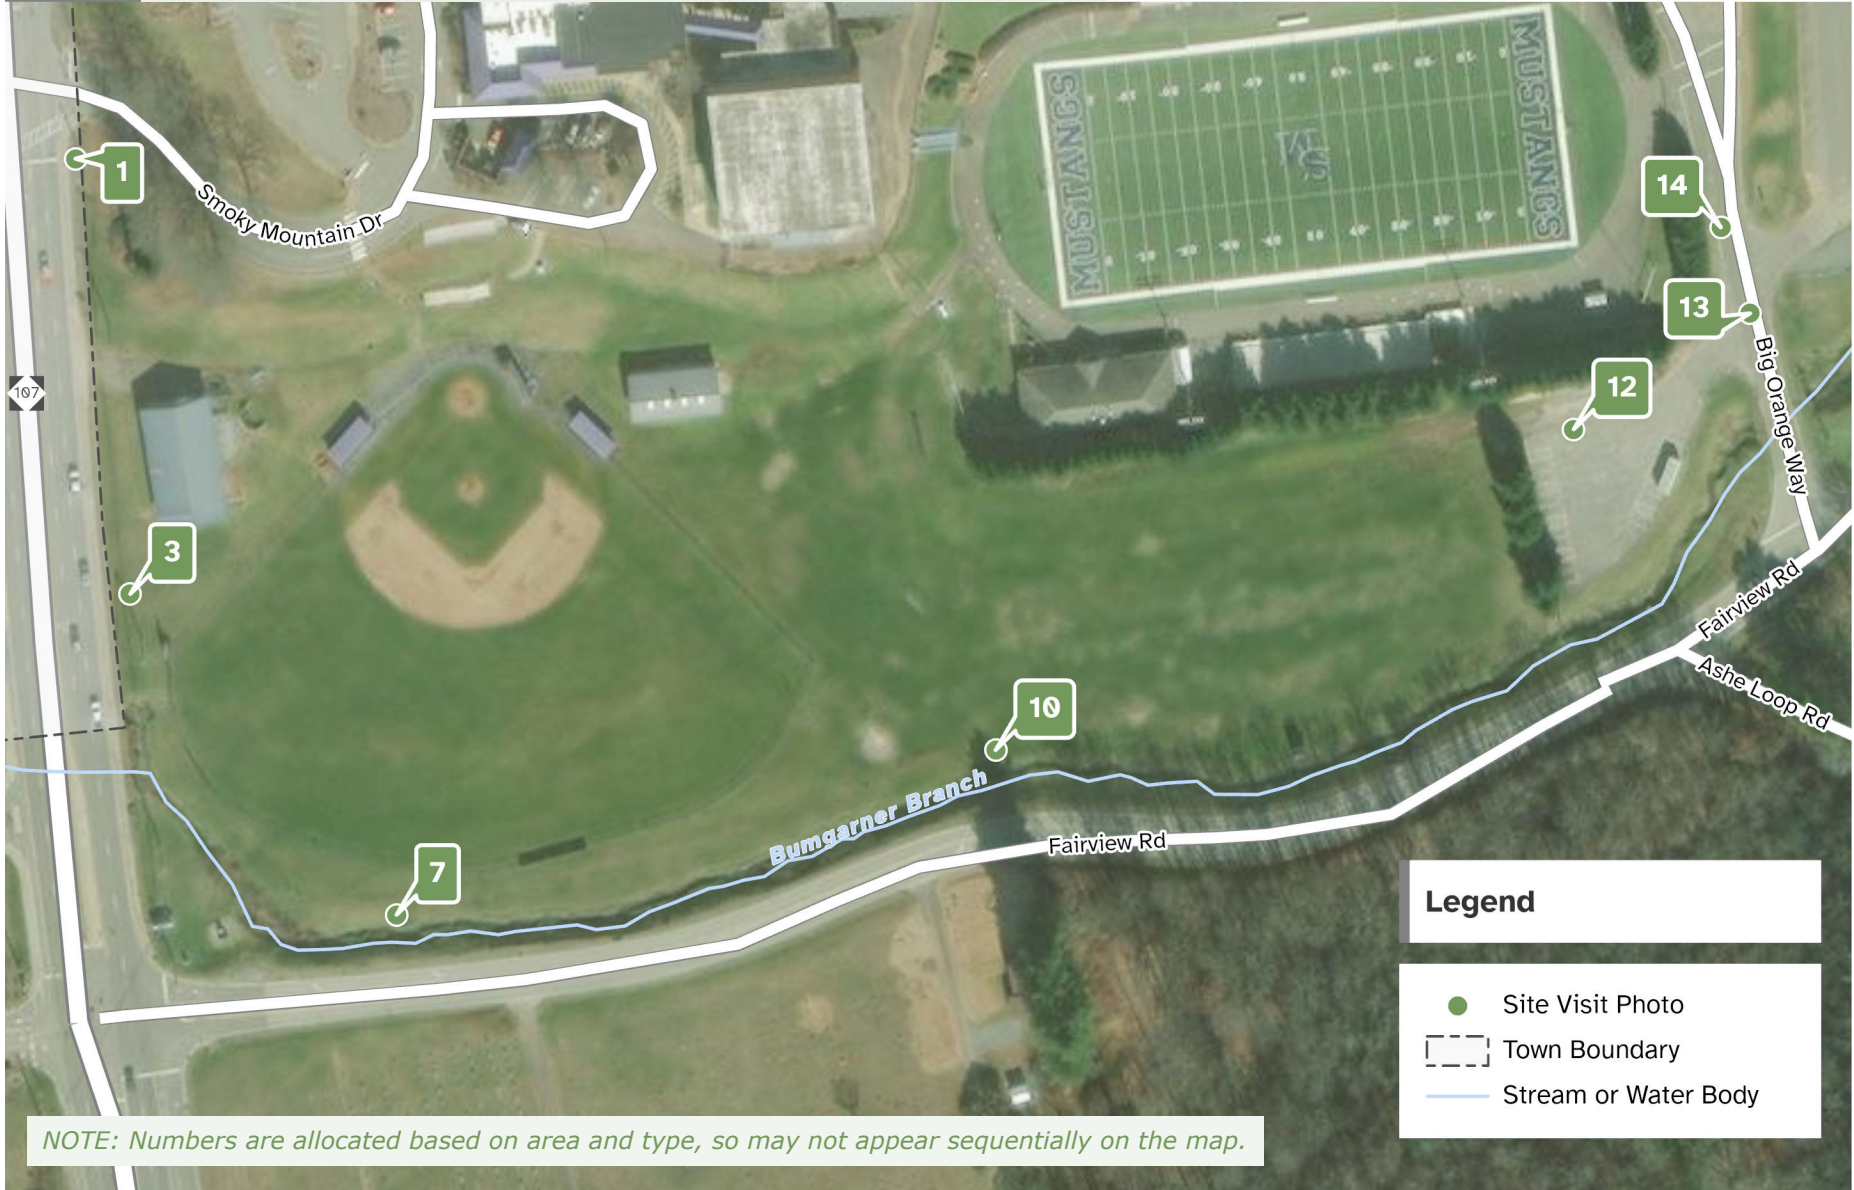 MUSTANGS
MUSTANGS
MS
1
Smoky Mountain Dr
14
13
107
12
Big Orange Way
3
Fairview Rd
Ashe Loop Rd
10
Bumgarner Branch
Fairview Rd
7
Legend
Site Visit Photo
Town Boundary
Stream or Water Body
NOTE: Numbers are allocated based on area and type, so may not appear sequentially on the map.